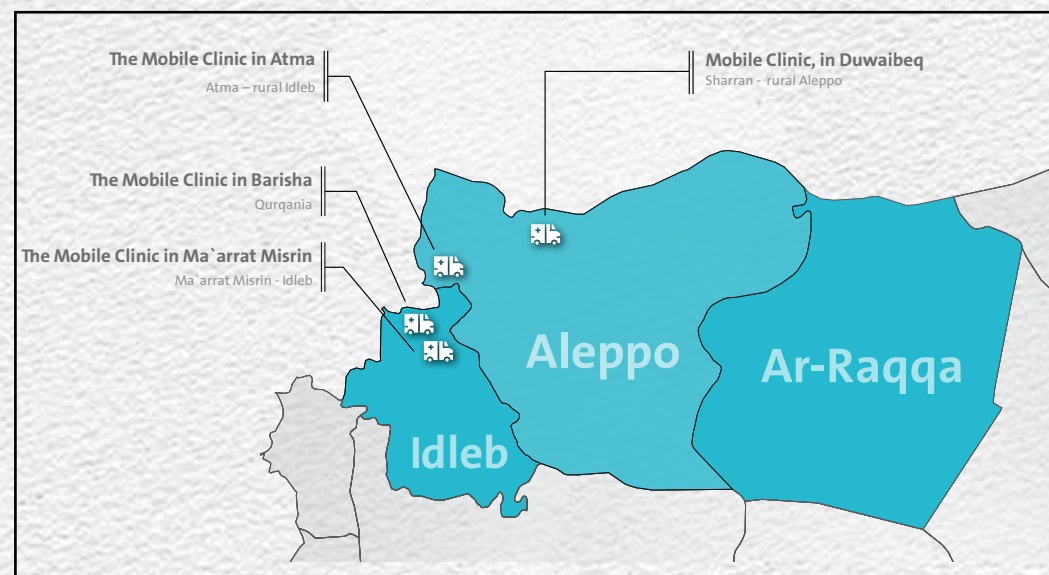 The Mobile Clinic in Atma
Atma – rural Idleb
Mobile Clinic, in Duwaibeq
Sharran - rural Aleppo
The Mobile Clinic in Barisha
Qurqania
The Mobile Clinic in Ma`arrat Misrin
Ma`arrat Misrin - Idleb
Aleppo
Ar-Raqqa
Idleb